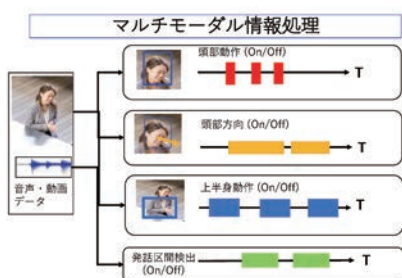 マルチモーダル情報処理
頭部動作 (On/Off)
T
頭部方向 (On/Off)
T
音声・動画
データ
上半身動作 (On/Off)
T
発話区間検出
(On/Off)
T